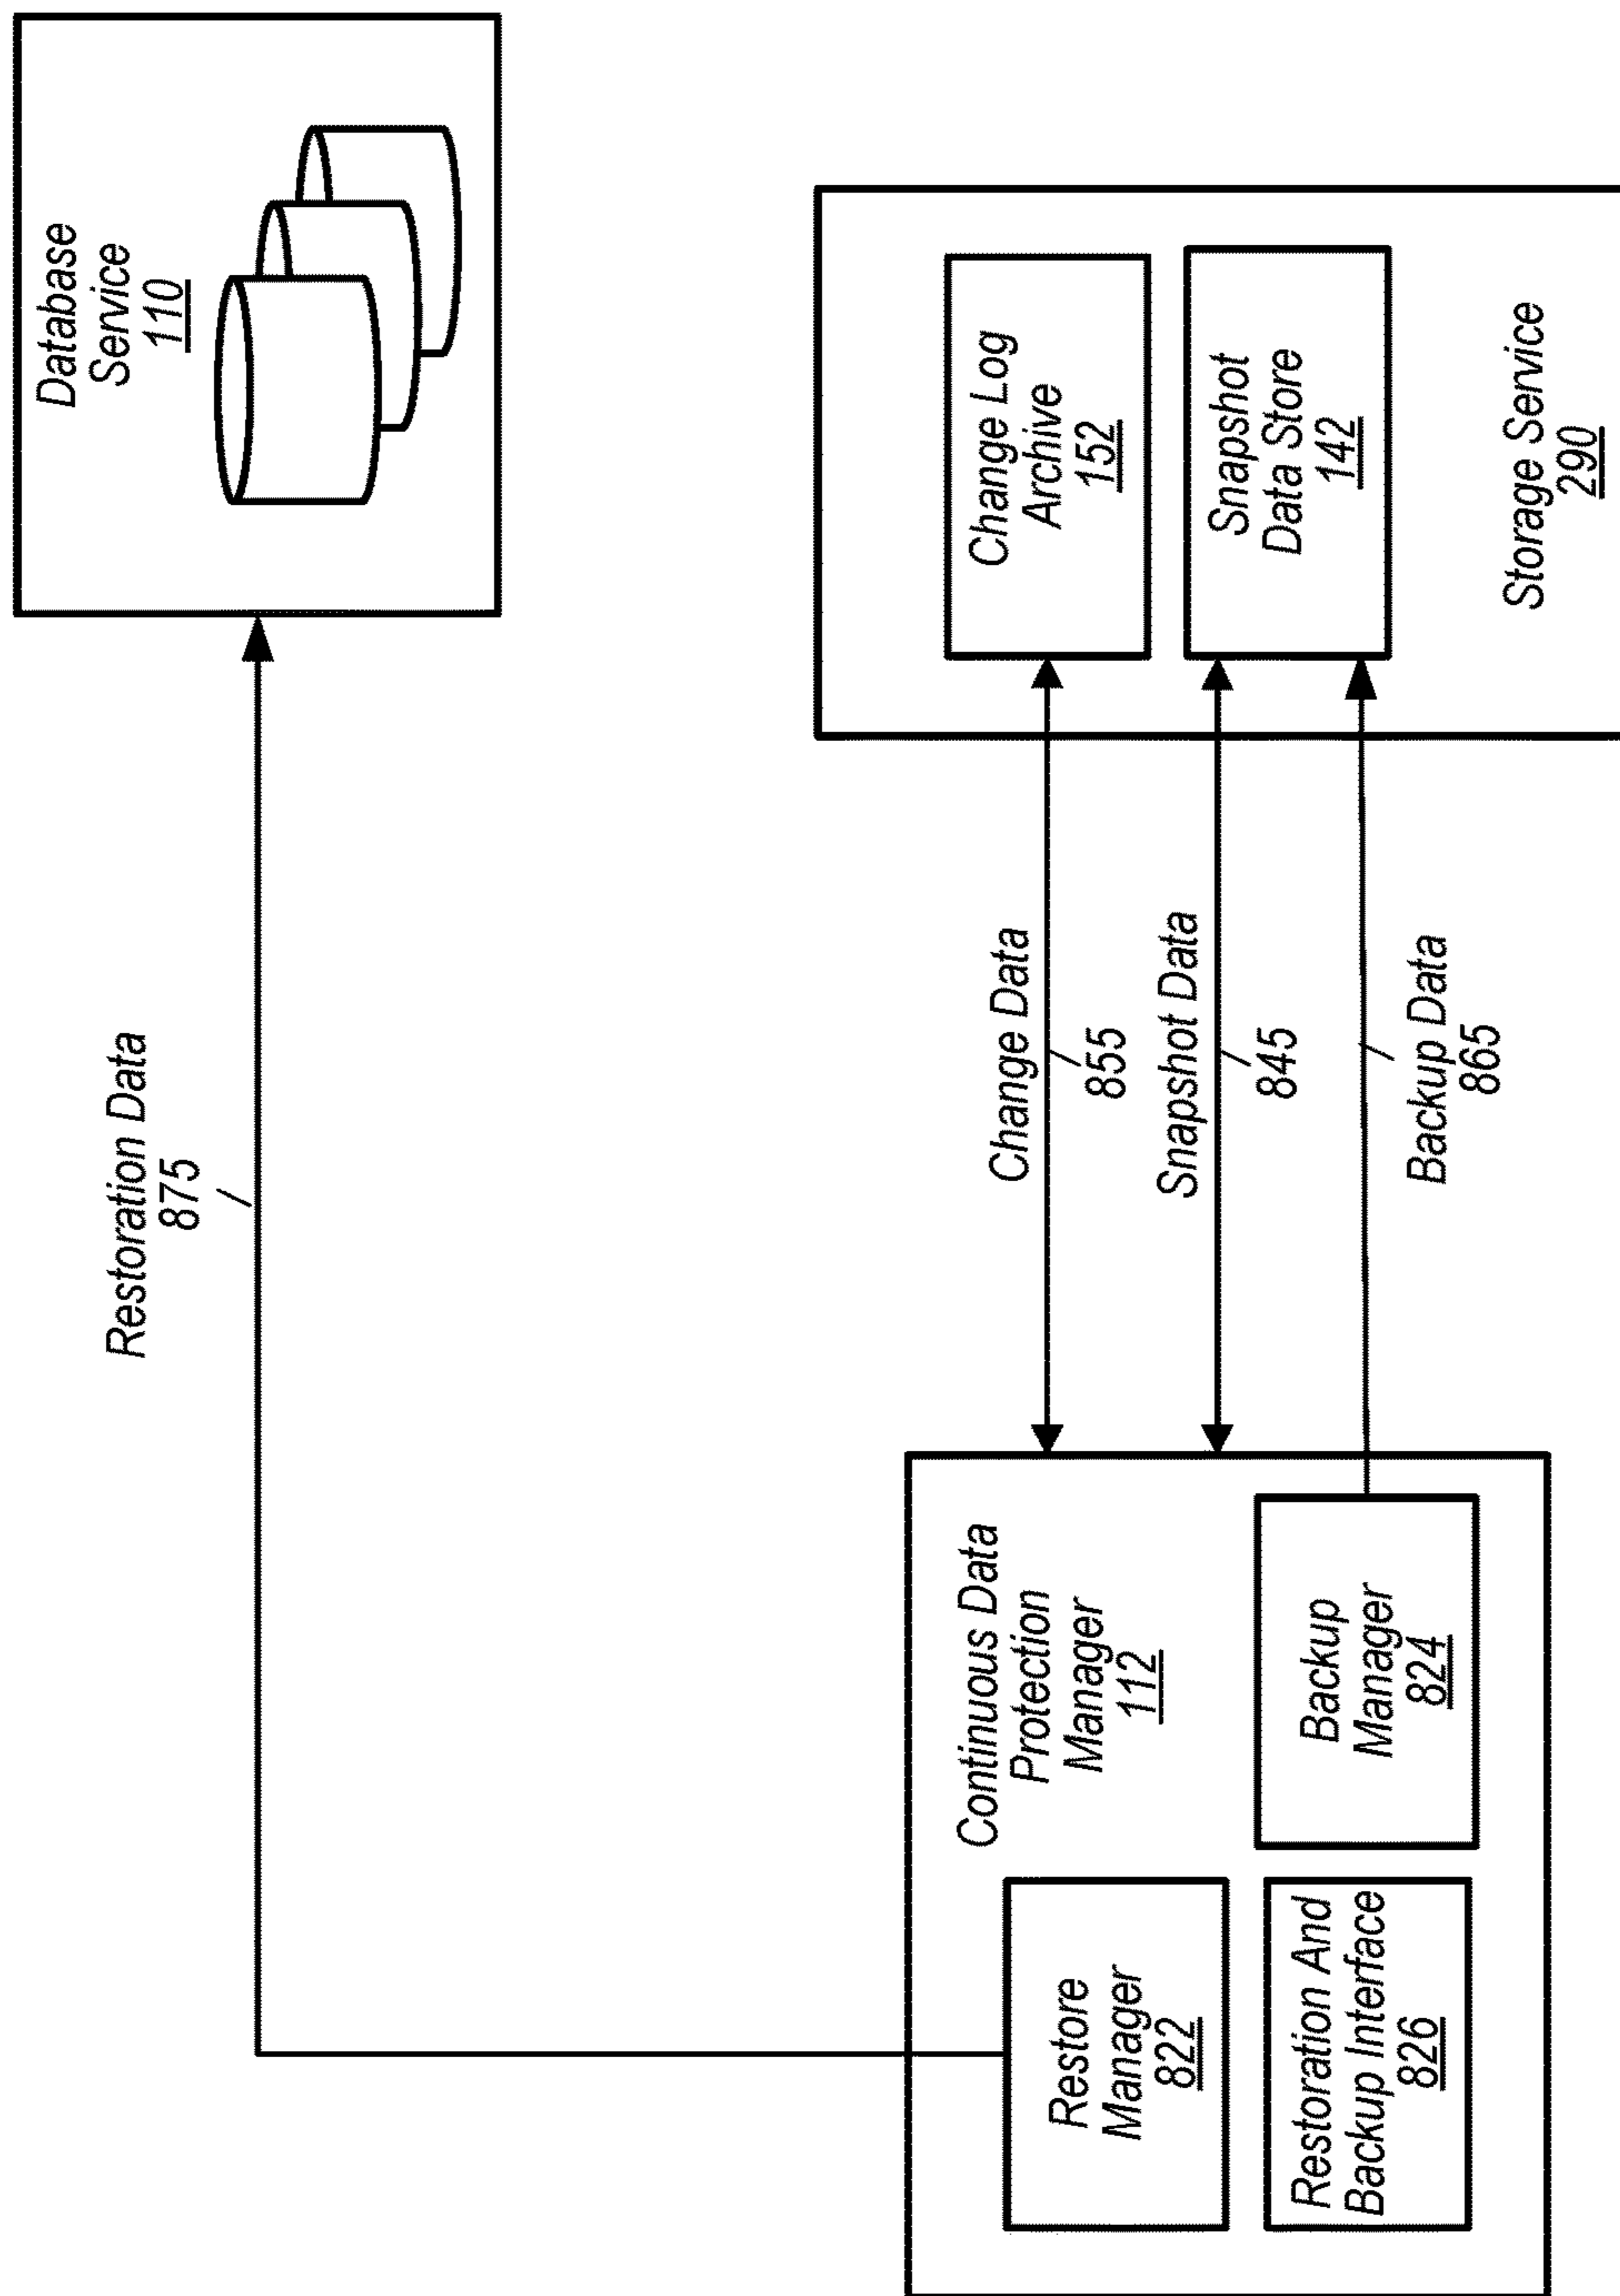 Database
Service
110
Restoration Data
875
Continuous Data
Protection
Manager
112
Restore
Manager
822
Restoration And
Backup Interface
826
Backup
Manager
824
Change Data
855
Snapshot Data
845
Backup Data
865
Change Log
Archive
152
Snapshot
Data Store
142
Storage Service
290